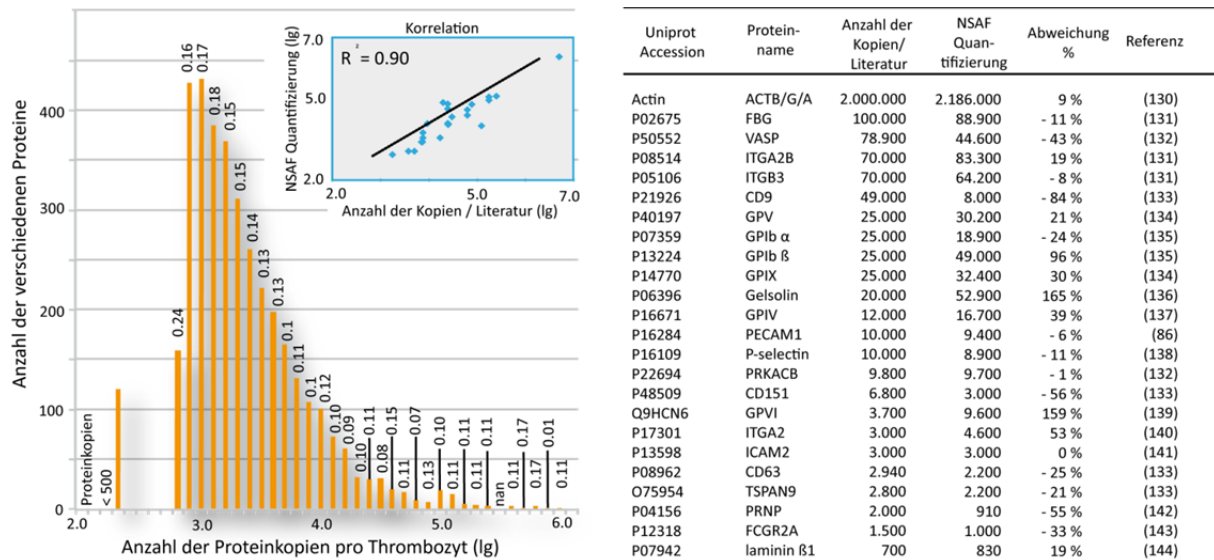 Korrelation
7.0
5.0
2.0
NSAF Quantifizierung (lg)
R² = 0.90
2.0 5.0 7.0
Anzahl der Kopien / Literatur (lg)
Anzahl der verschiedenen Proteine
400
300
200
100
0
Proteinkopien
< 500
0.24
0.16
0.17
0.18
0.15
0.15
0.14
0.13
0.13
0.1
0.11
0.1
0.12
0.10
0.09
0.10
0.11
0.08
0.15
0.11
0.07
0.13
0.10
0.11
0.11
0.11
nan
0.11
0.17
0.17
0.01
0.11
2.0 3.0 4.0 5.0 6.0
Anzahl der Proteinkopien pro Thrombozyt (lg)
Uniprot Accession Protein-name Anzahl der Kopien/ Literatur NSAF Quan-tifizierung Abweichung % Referenz
Actin ACTB/G/A 2.000.000 2.186.000 9 % (130)
P02675 FBG 100.000 88.900 - 11 % (131)
P50552 VASP 78.900 44.600 - 43 % (132)
P08514 ITGA2B 70.000 83.300 19 % (131)
P05106 ITGB3 70.000 64.200 - 8 % (131)
P21926 CD9 49.000 8.000 - 84 % (133)
P40197 GPV 25.000 30.200 21 % (134)
P07359 GPIb α 25.000 18.900 - 24 % (135)
P13224 GPIb ß 25.000 49.000 96 % (135)
P14770 GPIX 25.000 32.400 30 % (134)
P06396 Gelsolin 20.000 52.900 165 % (136)
P16671 GPIV 12.000 16.700 39 % (137)
P16284 PECAM1 10.000 9.400 - 6 % (86)
P16109 P-selectin 10.000 8.900 - 11 % (138)
P22694 PRKACB 9.800 9.700 - 1 % (132)
P48509 CD151 6.800 3.000 - 56 % (133)
Q9HCN6 GPVI 3.700 9.600 159 % (139)
P17301 ITGA2 3.000 4.600 53 % (140)
P13598 ICAM2 3.000 3.000 0 % (141)
P08962 CD63 2.940 2.200 - 25 % (133)
O75954 TSPAN9 2.800 2.200 - 21 % (133)
P04156 PRNP 2.000 910 - 55 % (142)
P12318 FCGR2A 1.500 1.000 - 33 % (143)
P07942 laminin ß1 700 830 19 % (144)